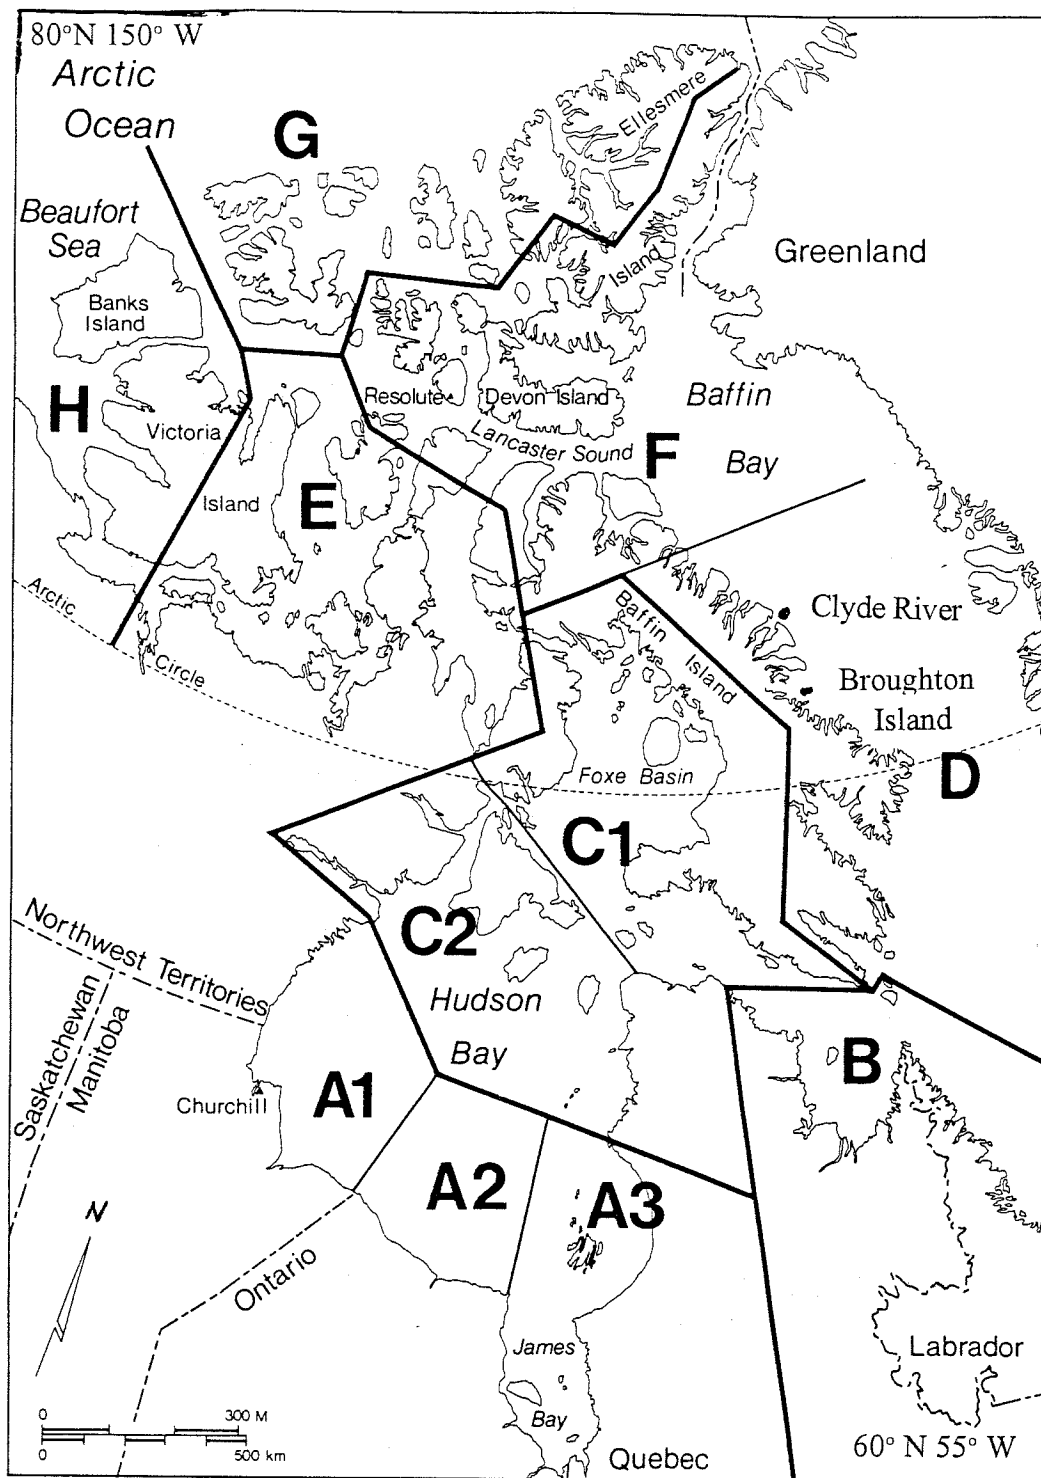 80°N 150° W
Arctic
Ocean
G
Ellesmere
Island
Beaufort
Sea
Greenland
Banks
Island
H
Victoria
Island
Resolute
Devon Island
Baffin
Bay
Lancaster Sound
F
E
Arctic
Circle
Baffin
Island
Clyde River
Broughton
Island
D
Foxe Basin
C1
C2
Northwest Territories
Saskatchewan
Manitoba
Hudson
Bay
B
Churchill
A1
A2
A3
N
Ontario
James
Bay
Labrador
0 300 M
0 500 km
Quebec
60° N 55° W